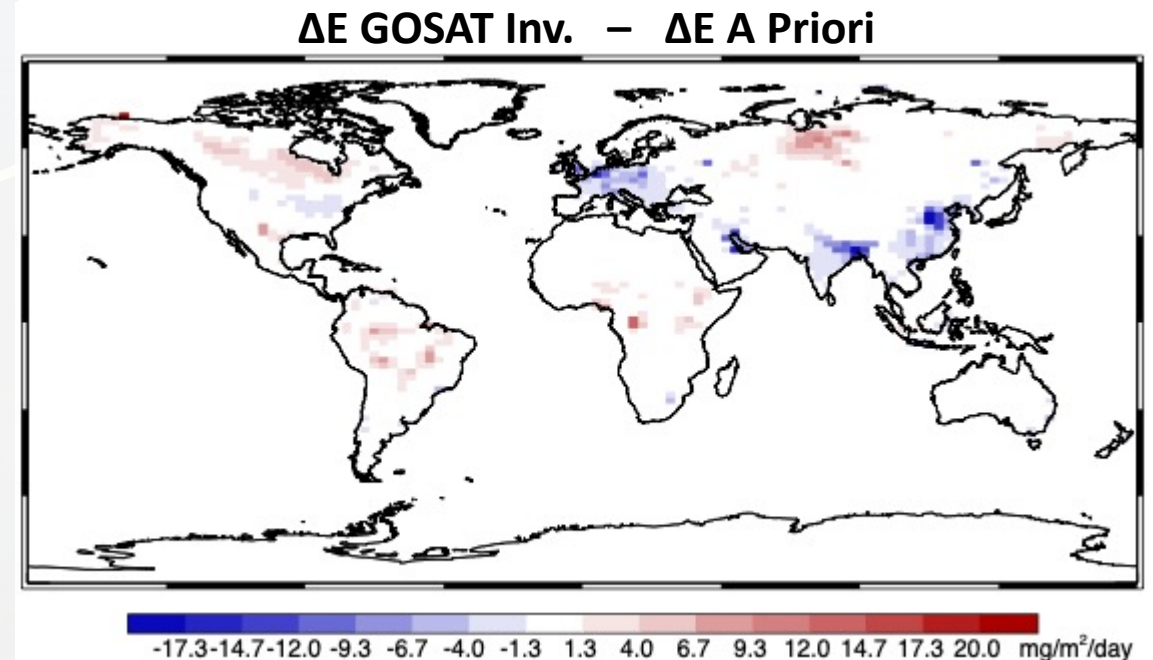 ΔE GOSAT Inv. – ΔE A Priori
-17.3-14.7-12.0 -9.3 -6.7 -4.0 -1.3 1.3 4.0 6.7 9.3 12.0 14.7 17.3 20.0 mg/m²/day